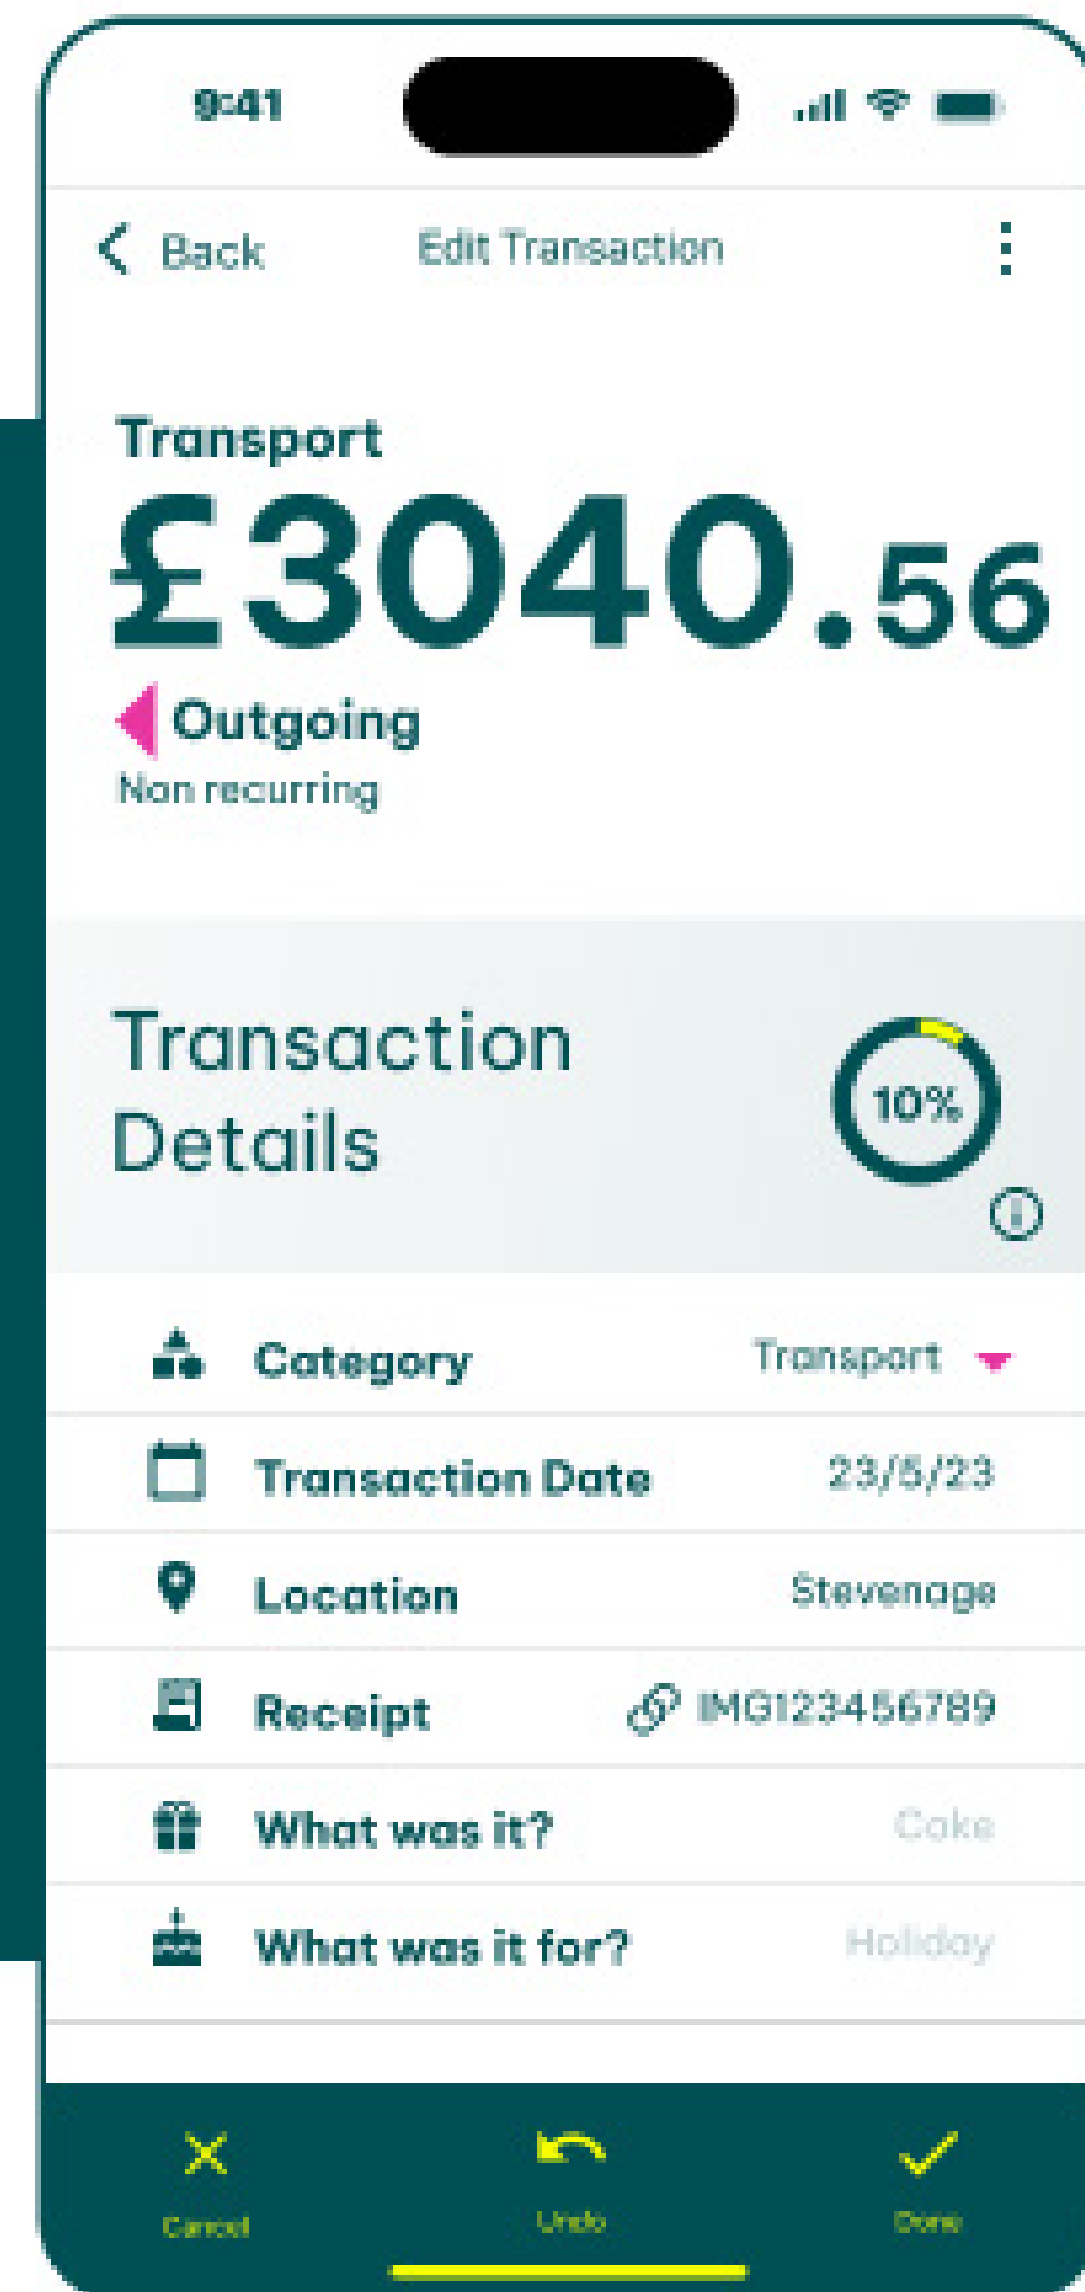 9:41
Back Edit Transaction
Transport
£3040.56
Outgoing
Non recurring
Transaction
Details
10%
Category Transport
Transaction Date 23/5/23
Location Stevenage
Receipt IMG123456789
What was it? Cake
What was it for? Holiday
Cancel Undo Done